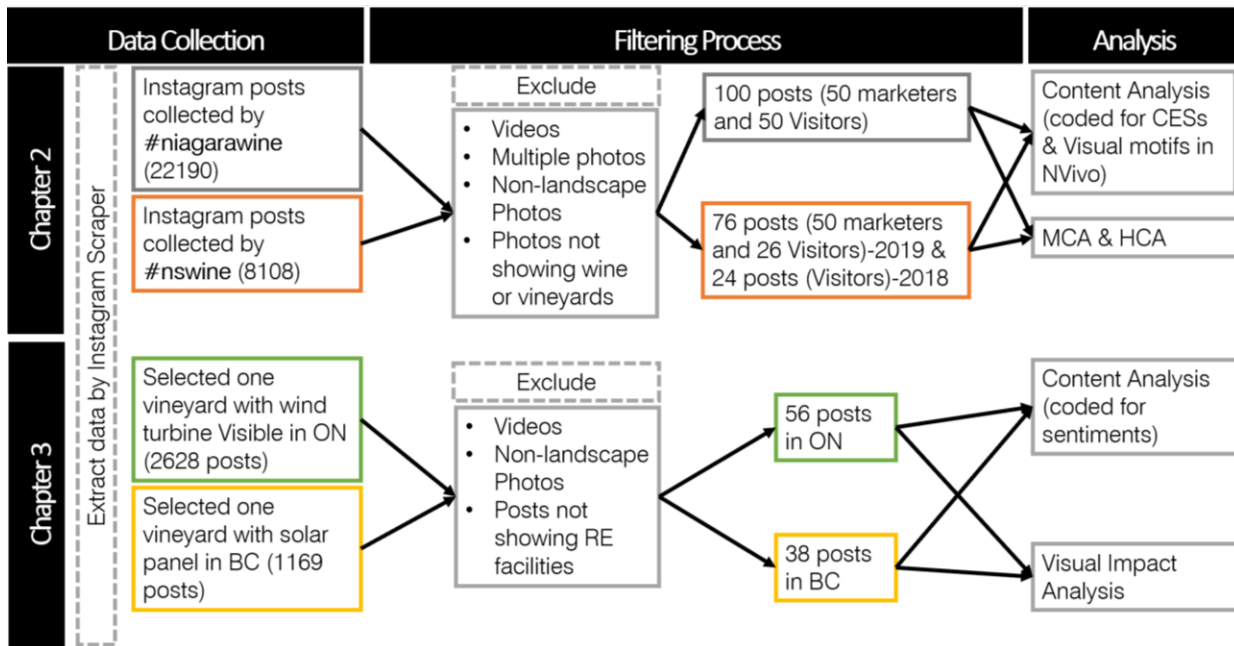 Data Collection
Filtering Process
Analysis
Chapter 2
Extract data by Instagram Scraper
Instagram posts
collected by
#niagarawine
(22190)
Instagram posts
collected by
#nswine (8108)
Exclude
• Videos
• Multiple photos
• Non-landscape
Photos
• Photos not
showing wine
or vineyards
100 posts (50 marketers
and 50 Visitors)
76 posts (50 marketers
and 26 Visitors)-2019 &
24 posts (Visitors)-2018
Content Analysis
(coded for CESs
& Visual motifs in
NVivo)
MCA & HCA
Chapter 3
Selected one
vineyard with wind
turbine Visible in ON
(2628 posts)
Selected one
vineyard with solar
panel in BC (1169
posts)
Exclude
• Videos
• Non-landscape
Photos
• Posts not
showing RE
facilities
56 posts
in ON
38 posts
in BC
Content Analysis
(coded for
sentiments)
Visual Impact
Analysis